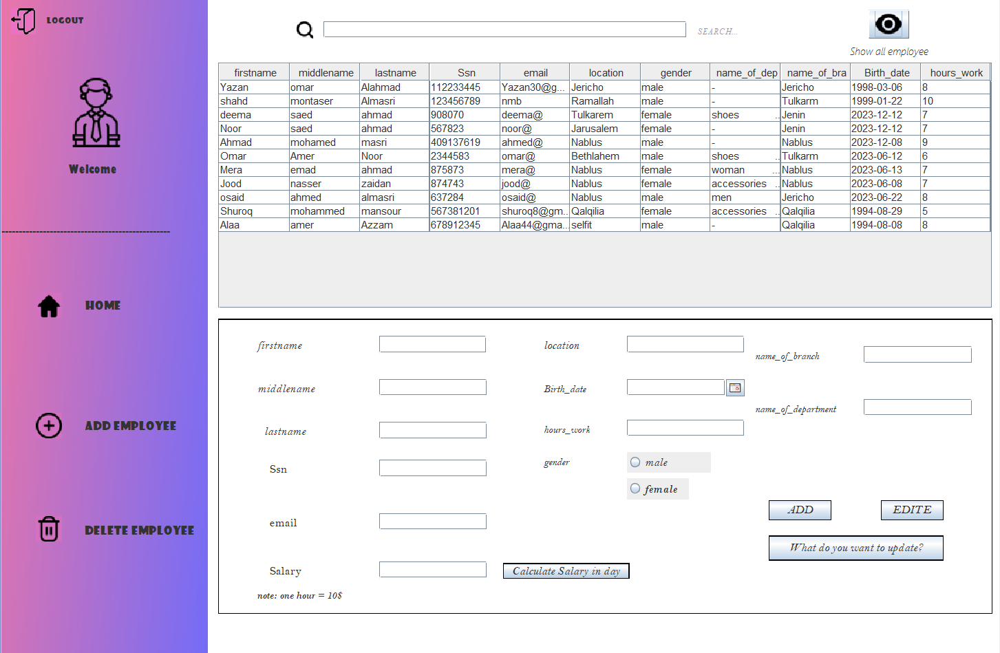 LOGOUT
Welcome
--------------------------------------------------
HOME
ADD EMPLOYEE
DELETE EMPLOYEE
SEARCH...
Show all employee
firstname middlename lastname Ssn email location gender name_of_dep name_of_bra Birth_date hours_work
Yazan omar Alahmad 112233445 Yazan30@g... Jericho male - Jericho 1998-03-06 8
shahd montaser Almasri 123456789 nmb Ramallah male - Tulkarm 1999-01-22 10
deema saed ahmad 908070 deema@ Tulkarem female shoes ... Jenin 2023-12-12 7
Noor saed ahmad 567823 noor@ Jarusalem female - Jenin 2023-12-12 7
Ahmad mohamed masri 409137619 ahmed@ Nablus male - Nablus 2023-12-08 9
Omar Amer Noor 2344583 omar@ Bethlahem male shoes ... Tulkarm 2023-06-12 6
Mera emad ahmad 875873 mera@ Nablus female woman ... Nablus 2023-06-13 7
Jood nasser zaidan 874743 jood@ Nablus female accessories ... Nablus 2023-06-08 7
osaid ahmed almasri 637284 osaid@ Nablus male men Jericho 2023-06-22 8
Shuroq mohammed mansour 567381201 shuroq8@gm... Qalqilia female accessories ... Qalqilia 1994-08-29 5
Alaa amer Azzam 678912345 Alaa44@gma... selfit male - Qalqilia 1994-08-08 8
firstname location name_of_branch
middlename Birth_date name_of_department
lastname hours_work
Ssn gender male
female
ADD EDITE
email
What do you want to update?
Salary Calculate Salary in day
note: one hour = 10$